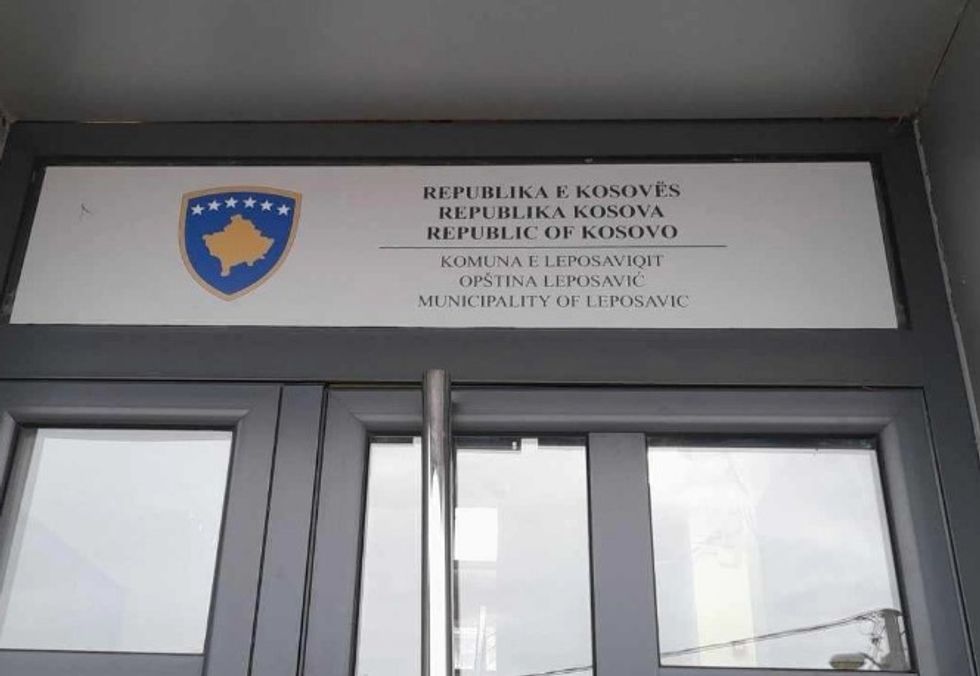 REPUBLIKA E KOSOVËS
REPUBLIKA KOSOVA
REPUBLIC OF KOSOVO
KOMUNA E LEPOSAVIQIT
OPŠTINA LEPOSAVIĆ
MUNICIPALITY OF LEPOSAVIC